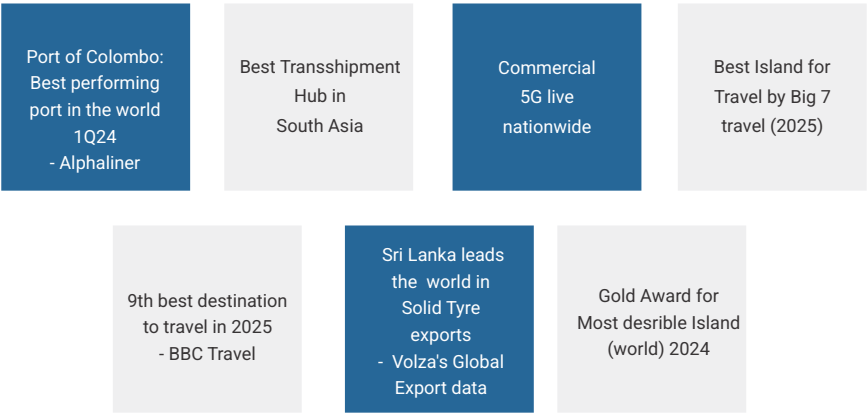 Port of Colombo:
Best performing
port in the world
1Q24
- Alphaliner
Best Transshipment
Hub in
South Asia
Commercial
5G live
nationwide
Best Island for
Travel by Big 7
travel (2025)
9th best destination
to travel in 2025
- BBC Travel
Sri Lanka leads
the world in
Solid Tyre
exports
- Volza's Global
Export data
Gold Award for
Most desrible Island
(world) 2024